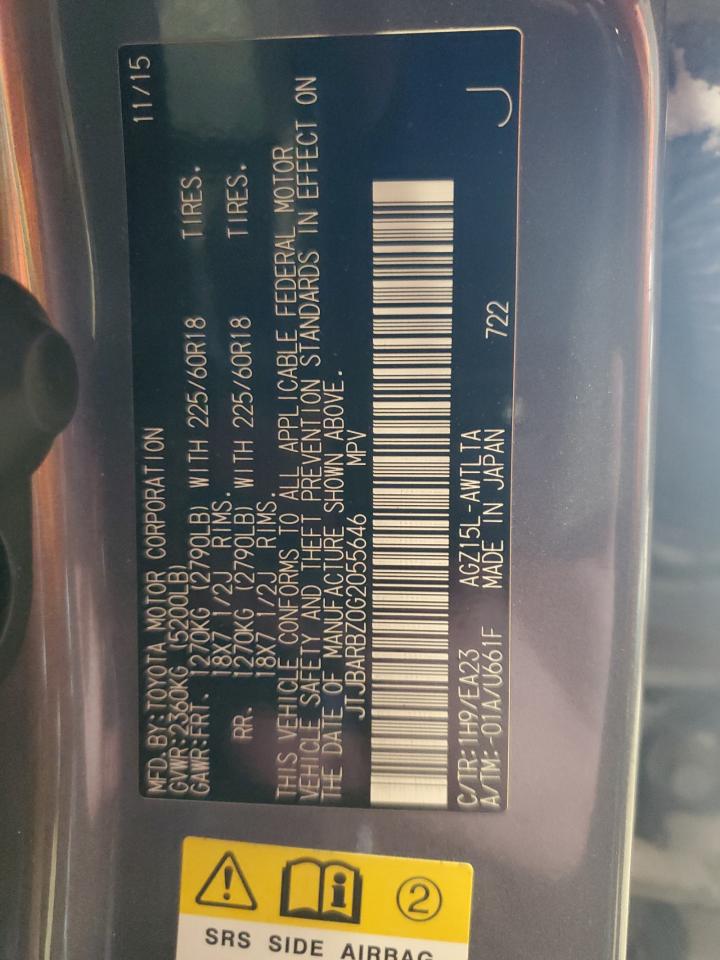 MFD.BY:TOYOTA MOTOR CORPORATION 11/15
GVWR:2360KG (5200LB)
GAWR:FRT. 1270KG (2790LB) WITH 225/60R18 TIRES.
18X7 1/2J RIMS.
RR. 1270KG (2790LB) WITH 225/60R18 TIRES.
18X7 1/2J RIMS.
THIS VEHICLE CONFORMS TO ALL APPLICABLE FEDERAL MOTOR
VEHICLE SAFETY AND THEFT PREVENTION STANDARDS IN EFFECT ON
THE DATE OF MANUFACTURE SHOWN ABOVE.
JTJBARBZ0G2055646 MPV
C/TR:1H9/EA23 AGZ15L-AWTLTA J
A/TM:-01A/U661F MADE IN JAPAN 722
2
SRS SIDE AIRBAG